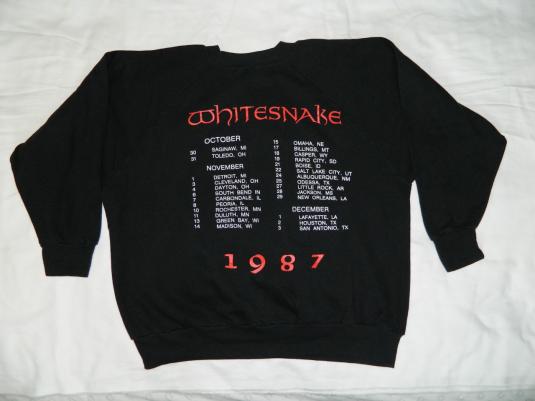 WHITESNAKE
OCTOBER
30 SAGINAW, MI
31 TOLEDO, OH
NOVEMBER
1 DETROIT, MI
3 CLEVELAND, OH
4 DAYTON, OH
6 SOUTH BEND IN
7 CARBONDALE, IL
8 PEORIA, IL
10 ROCHESTER, MN
11 DULUTH, MN
13 GREEN BAY, WI
14 MADISON, WI
15 OMAHA, NE
17 BILLINGS, MT
18 CASPER, WY
19 RAPID CITY, SD
21 BOISE, ID
22 SALT LAKE CITY, UT
24 ALBUQUERQUE, NM
25 ODESSA, TX
27 LITTLE ROCK, AR
28 JACKSON, MS
29 NEW ORLEANS, LA
DECEMBER
1 LAFAYETTE, LA
2 HOUSTON, TX
3 SAN ANTONIO, TX
1987